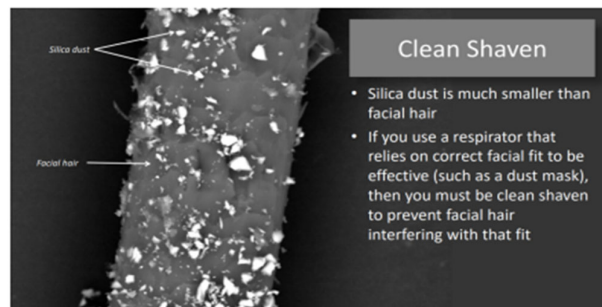 Silica dust
Facial hair
Clean Shaven
• Silica dust is much smaller than
facial hair
• If you use a respirator that
relies on correct facial fit to be
effective (such as a dust mask),
then you must be clean shaven
to prevent facial hair
interfering with that fit